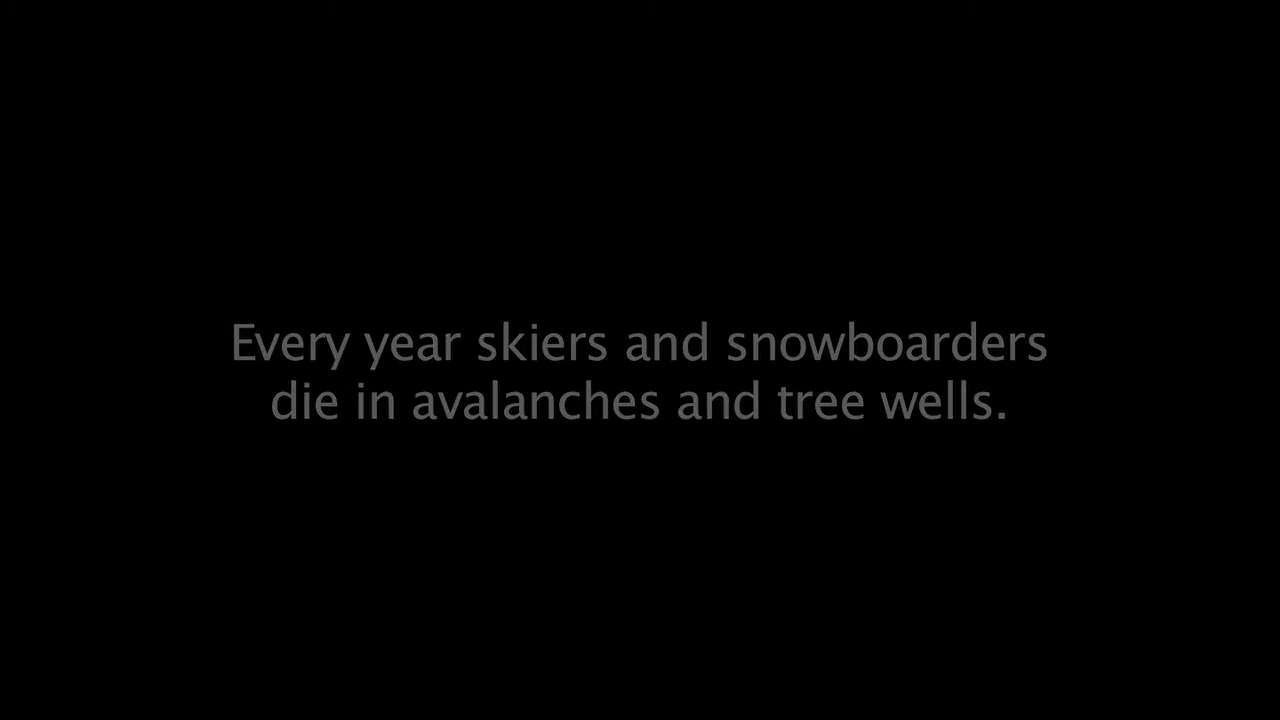 Every year skiers and snowboarders
die in avalanches and tree wells.